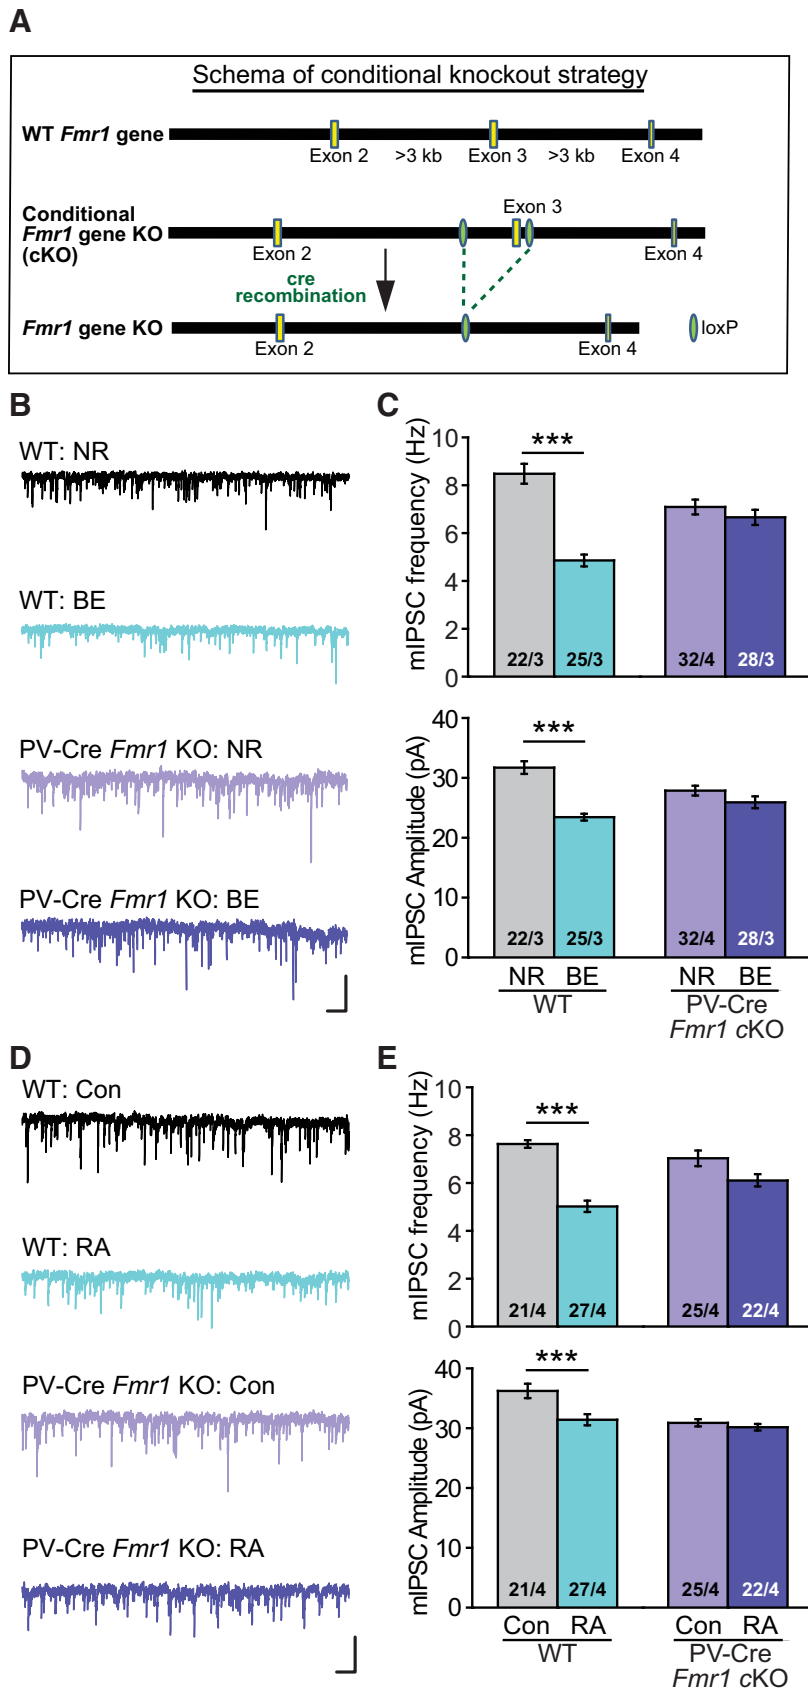 A
Schema of conditional knockout strategy
WT Fmr1 gene
Exon 2 >3 kb Exon 3 >3 kb Exon 4
Conditional
Fmr1 gene KO
(cKO)
Exon 3
Exon 2
Exon 4
cre
recombination
Fmr1 gene KO
loxP
Exon 2
Exon 4
B
WT: NR
WT: BE
PV-Cre Fmr1 KO: NR
PV-Cre Fmr1 KO: BE
C
mIPSC frequency (Hz)
10
8
6
4
2
0
***
22/3 25/3 32/4 28/3
mIPSC Amplitude (pA)
40
30
20
10
0
***
22/3 25/3 32/4 28/3
NR BE NR BE
WT PV-Cre
Fmr1 cKO
D
WT: Con
WT: RA
PV-Cre Fmr1 KO: Con
PV-Cre Fmr1 KO: RA
E
mIPSC frequency (Hz)
10
8
6
4
2
0
***
21/4 27/4 25/4 22/4
mIPSC Amplitude (pA)
40
30
20
10
0
***
21/4 27/4 25/4 22/4
Con RA Con RA
WT PV-Cre
Fmr1 cKO